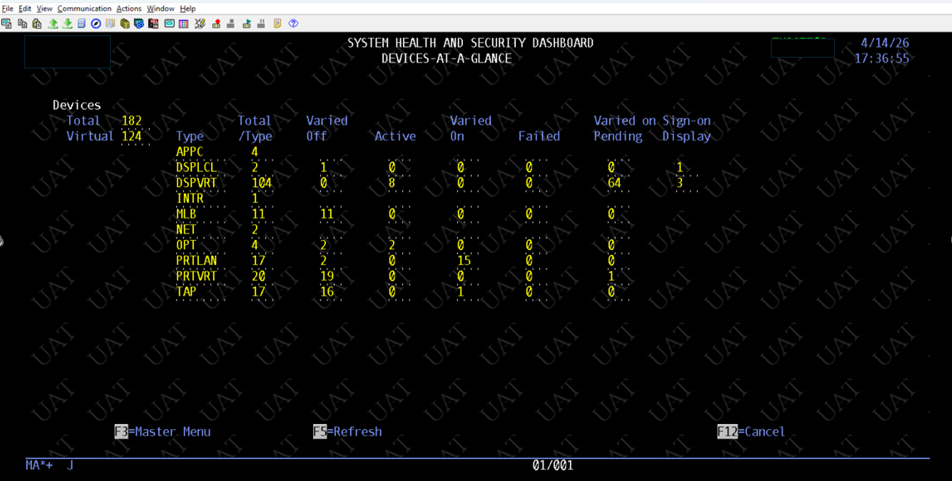 File Edit View Communication Actions Window Help
SYSTEM HEALTH AND SECURITY DASHBOARD 4/14/26
DEVICES-AT-A-GLANCE 17:36:55
Devices
Total 182 Total Varied Varied Varied on Sign-on
Virtual 124 Type /Type Off Active On Failed Pending Display
APPC 4
DSPLCL 2 1 0 0 0 0 1
DSPVRT 104 0 8 0 0 64 3
INTR 1
MLB 11 11 0 0 0 0
NET 2
OPT 4 2 2 0 0 0
PRTLAN 17 2 0 15 0 0
PRTVRT 20 19 0 0 0 1
TAP 17 16 0 1 0 0
F3=Master Menu F5=Refresh F12=Cancel
MA*+ J 01/001
UAT